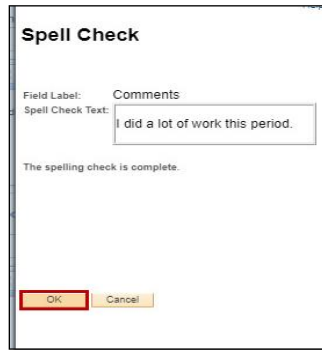 Spell Check
Field Label: Comments
Spell Check Text: I did a lot of work this period.
The spelling check is complete.
OK Cancel